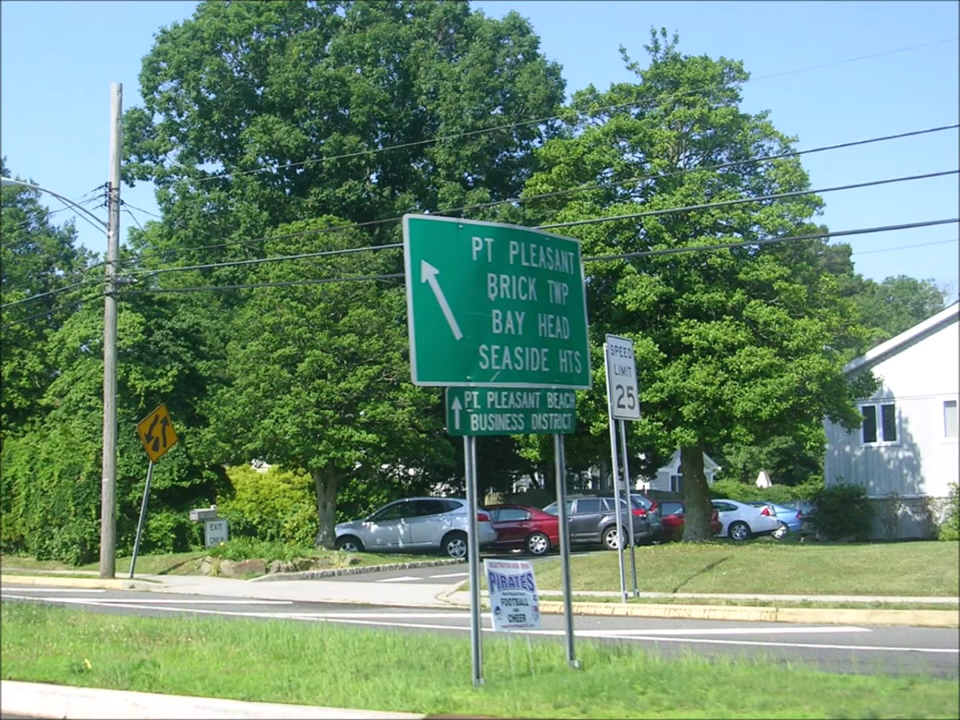 PT PLEASANT
BRICK TWP
BAY HEAD
SEASIDE HTS
PT. PLEASANT BEACH
BUSINESS DISTRICT
SPEED
LIMIT
25
EXIT
ONLY
PIRATES
FOOTBALL
CHEER